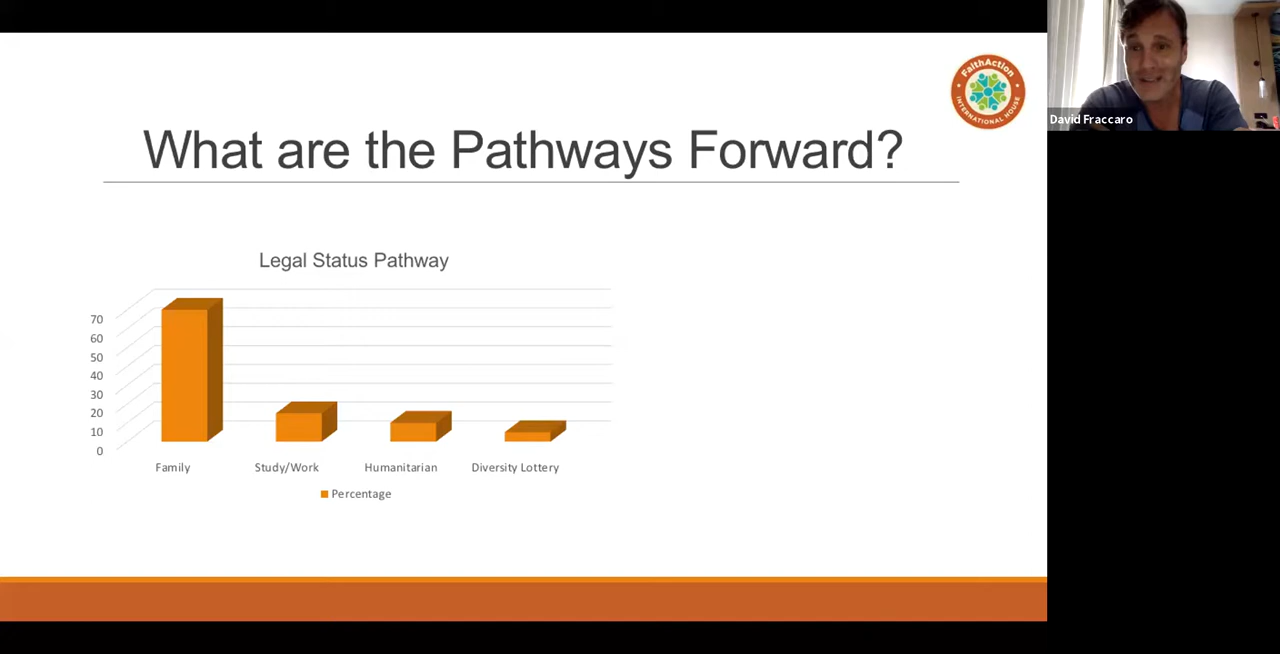 FaithAction
INTERNATIONAL HOUSE
David Fraccaro
What are the Pathways Forward?
Legal Status Pathway
70
60
50
40
30
20
10
0
Family Study/Work Humanitarian Diversity Lottery
Percentage